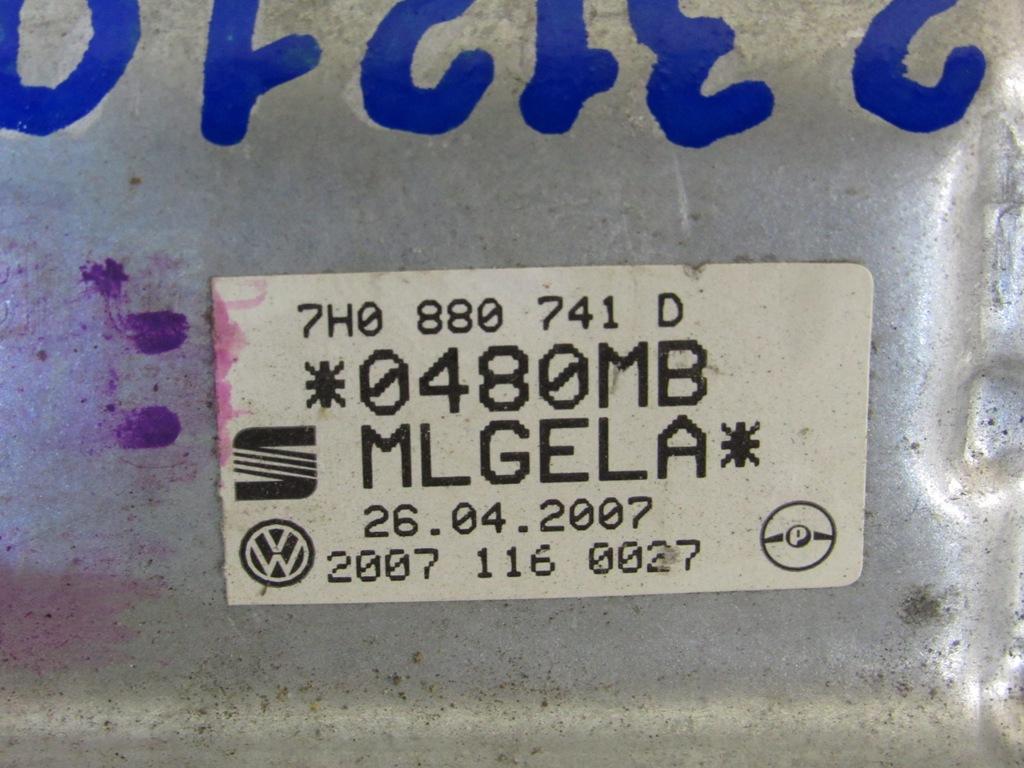 7H0 880 741 D
*0480MB
MLGELA*
26.04.2007
2007 116 0027